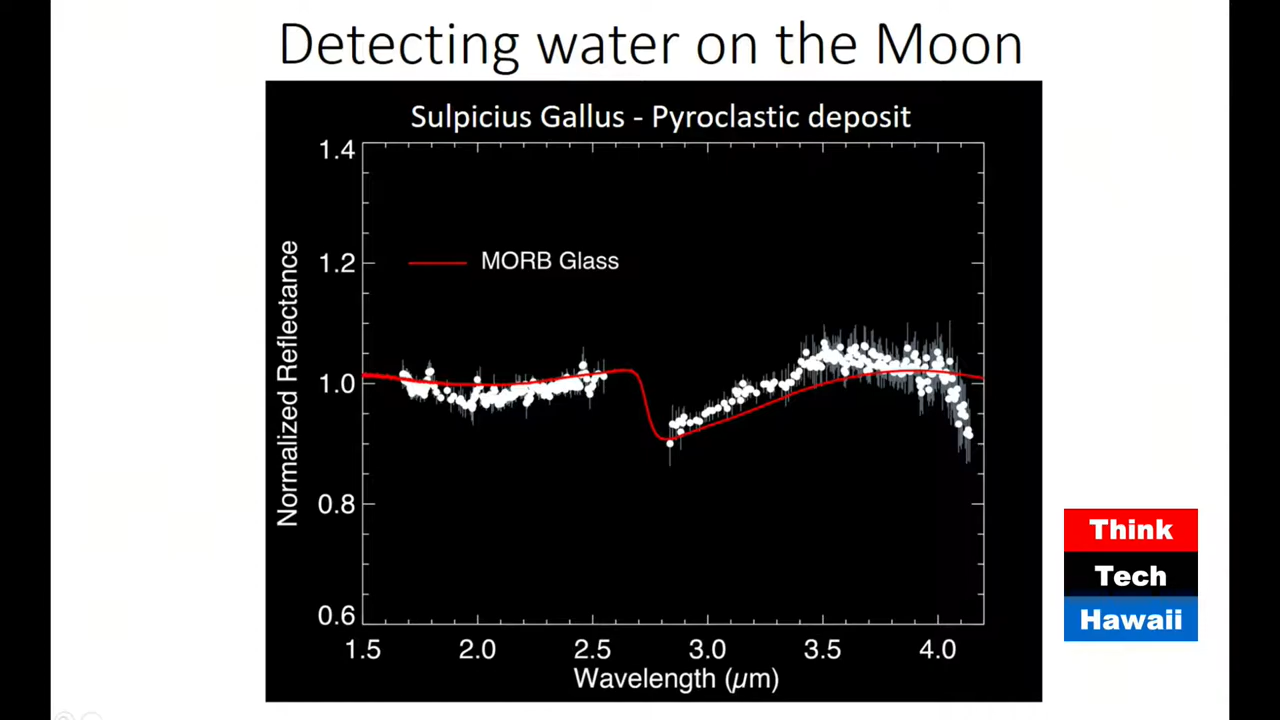 Detecting water on the Moon
Sulpicius Gallus - Pyroclastic deposit
1.4
1.2
1.0
0.8
0.6
Normalized Reflectance
MORB Glass
1.5 2.0 2.5 3.0 3.5 4.0
Wavelength (μm)
Think
Tech
Hawaii